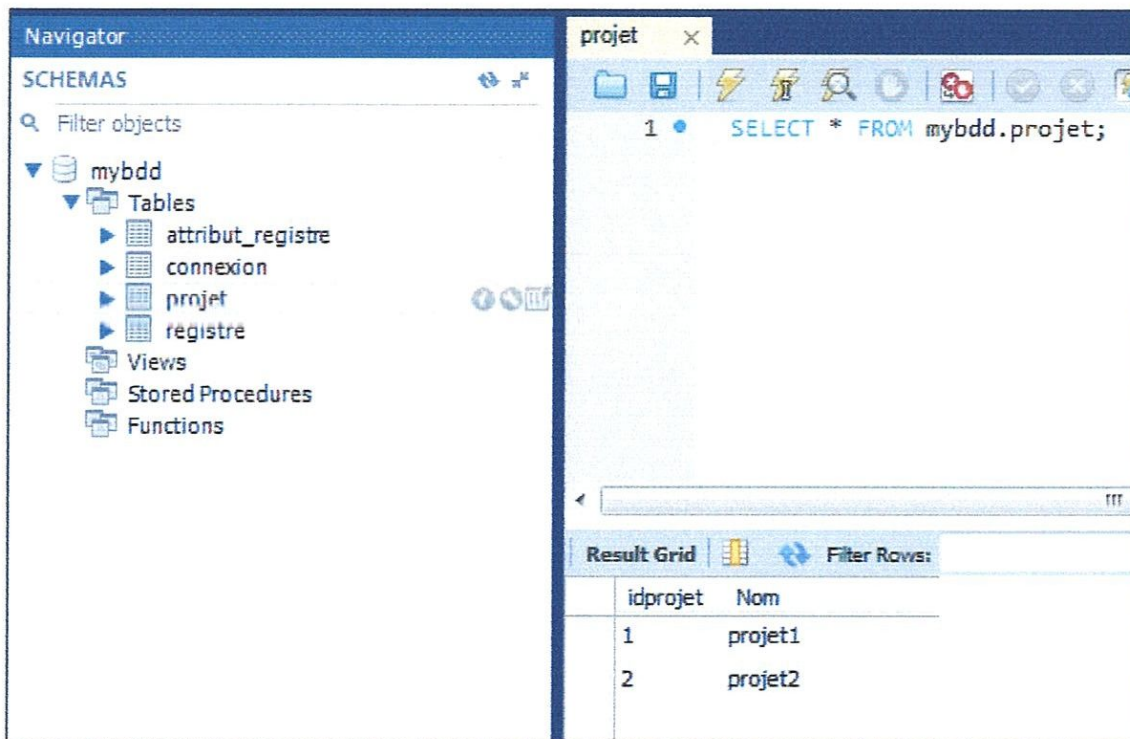 Navigator
SCHEMAS
Filter objects
mybdd
Tables
attribut_registre
connexion
projet
registre
Views
Stored Procedures
Functions
projet
1 SELECT * FROM mybdd.projet;
Result Grid Filter Rows:
idprojet Nom
1 projet1
2 projet2